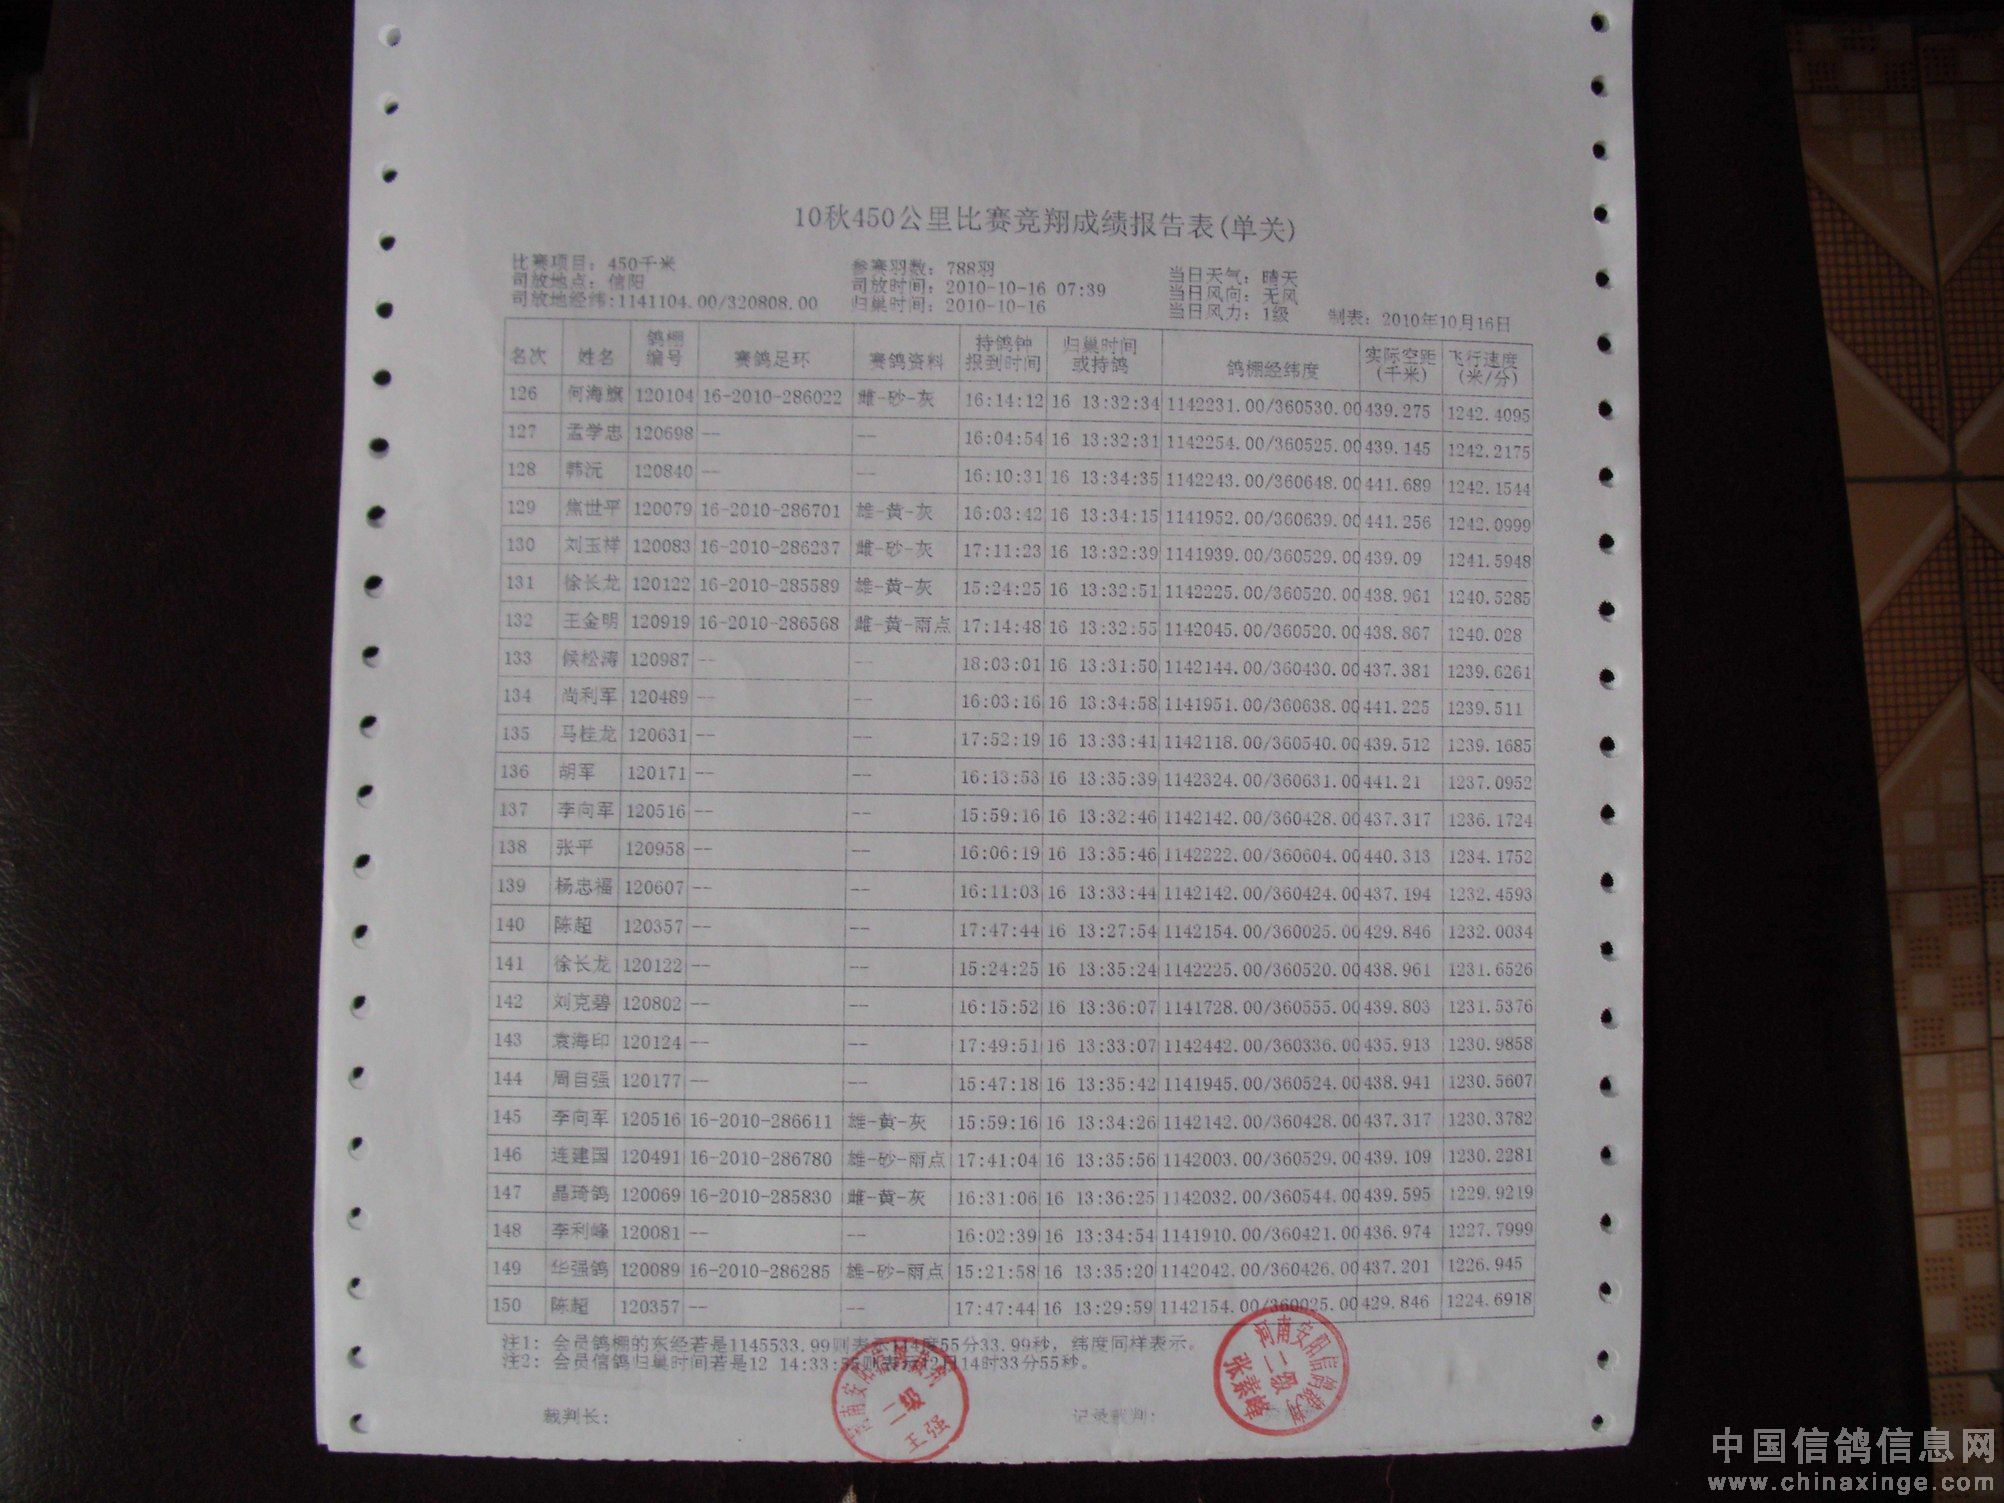 10秋450公里比赛竞翔成绩报告表(单关)
比赛项目: 450千米 参赛羽数: 788羽 当日天气: 晴天
司放地点: 信阳 司放时间: 2010-10-16 07:39 当日风向: 无风
司放地经纬:1141104.00/320808.00 归巢时间: 2010-10-16 当日风力: 1级 制表: 2010年10月16日
名次 姓名 鸽棚编号 赛鸽足环 赛鸽资料 持鸽钟报到时间 归巢时间或持鸽 鸽棚经纬度 实际空距(千米) 飞行速度(米/分)
126 何海旗 120104 16-2010-286022 雌-砂-灰 16:14:12 16 13:32:34 1142231.00/360530.00 439.275 1242.4095
127 孟学忠 120698 -- -- 16:04:54 16 13:32:31 1142254.00/360525.00 439.145 1242.2175
128 韩沅 120840 -- -- 16:10:31 16 13:34:35 1142243.00/360648.00 441.689 1242.1544
129 焦世平 120079 16-2010-286701 雄-黄-灰 16:03:42 16 13:34:15 1141952.00/360639.00 441.256 1242.0999
130 刘玉祥 120083 16-2010-286237 雌-砂-灰 17:11:23 16 13:32:39 1141939.00/360529.00 439.09 1241.5948
131 徐长龙 120122 16-2010-285589 雄-黄-灰 15:24:25 16 13:32:51 1142225.00/360520.00 438.961 1240.5285
132 王金明 120919 16-2010-286568 雌-黄-雨点 17:14:48 16 13:32:55 1142045.00/360520.00 438.867 1240.028
133 候松涛 120987 -- -- 18:03:01 16 13:31:50 1142144.00/360430.00 437.381 1239.6261
134 尚利军 120489 -- -- 16:03:16 16 13:34:58 1141951.00/360638.00 441.225 1239.511
135 马桂龙 120631 -- -- 17:52:19 16 13:33:41 1142118.00/360540.00 439.512 1239.1685
136 胡军 120171 -- -- 16:13:53 16 13:35:39 1142324.00/360631.00 441.21 1237.0952
137 李向军 120516 -- -- 15:59:16 16 13:32:46 1142142.00/360428.00 437.317 1236.1724
138 张平 120958 -- -- 16:06:19 16 13:35:46 1142222.00/360604.00 440.313 1234.1752
139 杨忠福 120607 -- -- 16:11:03 16 13:33:44 1142142.00/360424.00 437.194 1232.4593
140 陈超 120357 -- -- 17:47:44 16 13:27:54 1142154.00/360025.00 429.846 1232.0034
141 徐长龙 120122 -- -- 15:24:25 16 13:35:24 1142225.00/360520.00 438.961 1231.6526
142 刘克碧 120802 -- -- 16:15:52 16 13:36:07 1141728.00/360555.00 439.803 1231.5376
143 袁海印 120124 -- -- 17:49:51 16 13:33:07 1142442.00/360336.00 435.913 1230.9858
144 周自强 120177 -- -- 15:47:18 16 13:35:42 1141945.00/360524.00 438.941 1230.5607
145 李向军 120516 16-2010-286611 雄-黄-灰 15:59:16 16 13:34:26 1142142.00/360428.00 437.317 1230.3782
146 连建国 120491 16-2010-286780 雄-砂-雨点 17:41:04 16 13:35:56 1142003.00/360529.00 439.109 1230.2281
147 晶琦鸽 120069 16-2010-285830 雌-黄-灰 16:31:06 16 13:36:25 1142032.00/360544.00 439.595 1229.9219
148 李利峰 120081 -- -- 16:02:39 16 13:34:54 1141910.00/360421.00 436.974 1227.7999
149 华强鸽 120089 16-2010-286285 雄-砂-雨点 15:21:58 16 13:35:20 1142042.00/360426.00 437.201 1226.945
150 陈超 120357 -- -- 17:47:44 16 13:29:59 1142154.00/360025.00 429.846 1224.6918
注1: 会员鸽棚的东经若是1145533.99则表示114度55分33.99秒, 纬度同样表示。
注2: 会员信鸽归巢时间若是12 14:33:55则表示12日14时33分55秒。
裁判长: 记录裁判:
河南安阳信鸽裁判
二级
王强
河南安阳信鸽裁判
二级
张素峰
中国信鸽信息网
www.chinaxinge.com